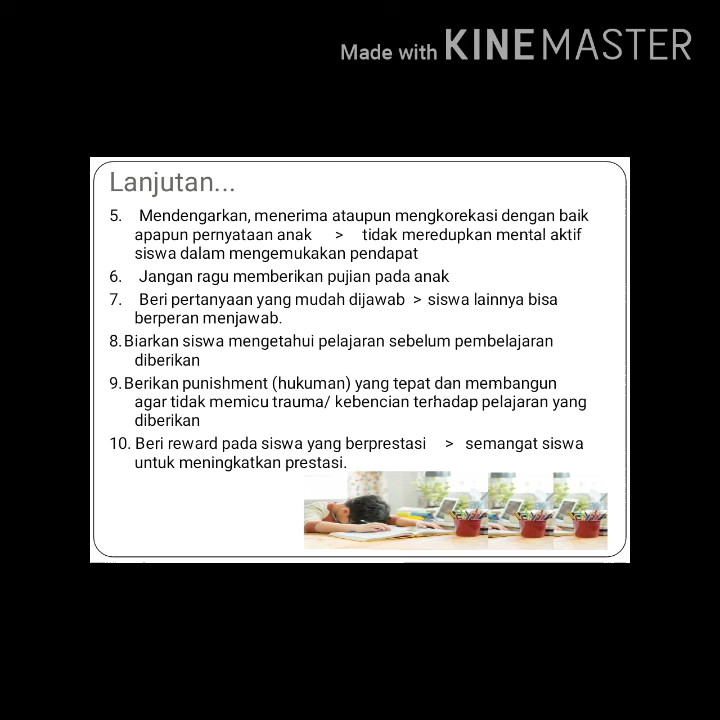 Made with KINEMASTER
Lanjutan...
5. Mendengarkan, menerima ataupun mengkorekasi dengan baik
apapun pernyataan anak > tidak meredupkan mental aktif
siswa dalam mengemukakan pendapat
6. Jangan ragu memberikan pujian pada anak
7. Beri pertanyaan yang mudah dijawab > siswa lainnya bisa
berperan menjawab.
8. Biarkan siswa mengetahui pelajaran sebelum pembelajaran
diberikan
9. Berikan punishment (hukuman) yang tepat dan membangun
agar tidak memicu trauma/ kebencian terhadap pelajaran yang
diberikan
10. Beri reward pada siswa yang berprestasi > semangat siswa
untuk meningkatkan prestasi.